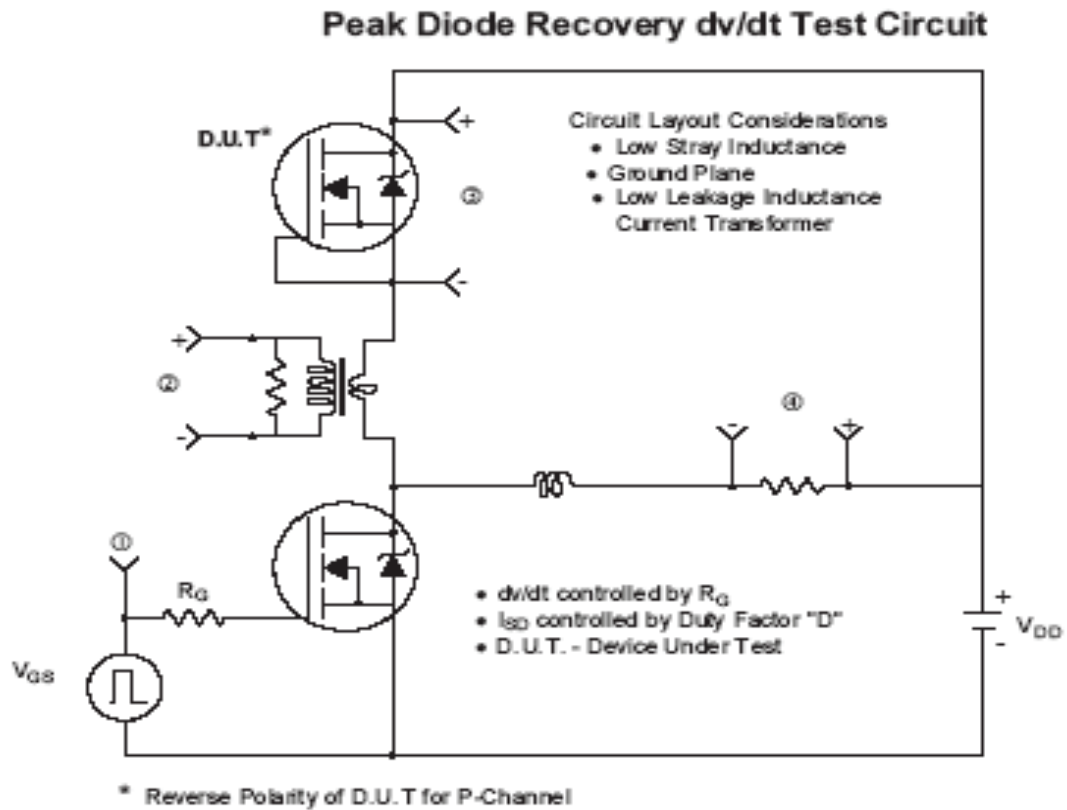 Peak Diode Recovery dv/dt Test Circuit
D.U.T*
+
③
-
Circuit Layout Considerations
• Low Stray Inductance
• Ground Plane
• Low Leakage Inductance
Current Transformer
+
②
-
④
- +
①
RG
VGS
• dv/dt controlled by RG
• ISD controlled by Duty Factor "D"
• D.U.T. - Device Under Test
+
VDD
-
* Reverse Polarity of D.U.T for P-Channel